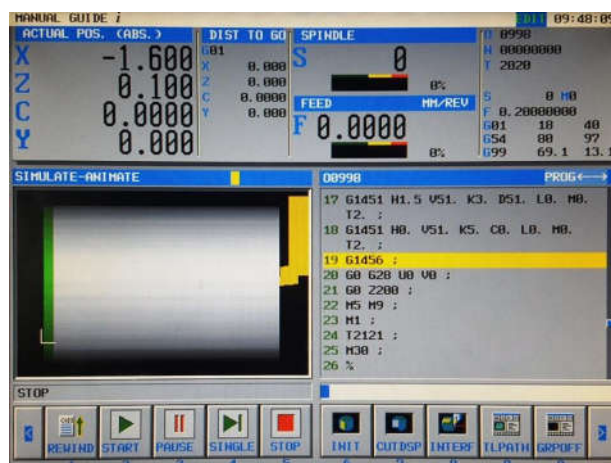 MANUAL GUIDE i
EDIT 09:48:09
ACTUAL POS. (ABS.)
X -1.600
Z 0.100
C 0.0000
Y 0.000
DIST TO GO
G01
X 0.000
Z 0.000
C 0.0000
Y 0.000
SPINDLE
S 0
0%
FEED MM/REV
F 0.0000
0%
O 0998
N 00000000
T 2020
S 0 M0
F 0.20000000
G01 18 40
G54 80 97
G99 69.1 13.1
SIMULATE-ANIMATE
O0998 PROG
17 G1451 H1.5 V51. K3. D51. L0. M0.
T2. ;
18 G1451 H0. V51. K5. C0. L0. M0.
T2. ;
19 G1456 ;
20 G0 G28 U0 V0 ;
21 G0 Z200 ;
22 M5 M9 ;
23 M1 ;
24 T2121 ;
25 M30 ;
26 %
STOP
REWIND START PAUSE SINGLE STOP INIT CUTDSP INTERF TLPATH GRPOFF